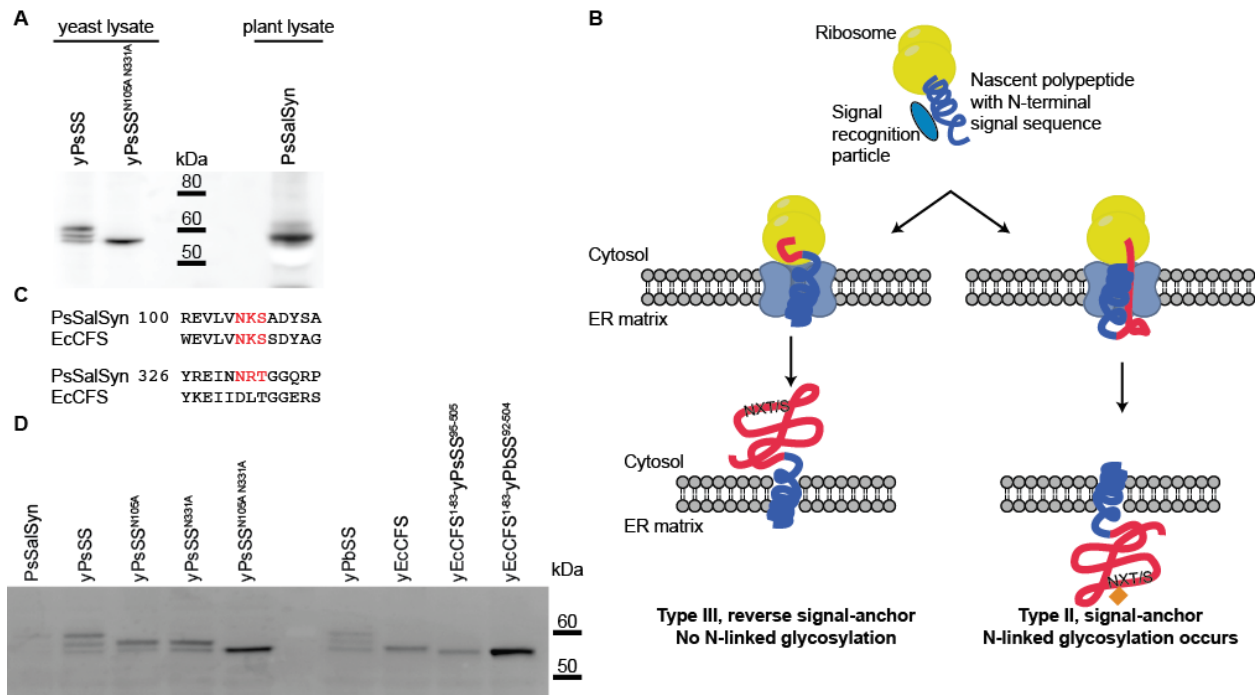 A
yeast lysate
plant lysate
yPsSS
yPsSS^N105A N331A
kDa
PsSalSyn
80
60
50
B
Ribosome
Nascent polypeptide
with N-terminal
signal sequence
Signal
recognition
particle
Cytosol
ER matrix
NXT/S
Cytosol
ER matrix
NXT/S
Type III, reverse signal-anchor
No N-linked glycosylation
Type II, signal-anchor
N-linked glycosylation occurs
C
PsSalSyn 100 REVLVNKSADYSA
EcCFS WEVLVNKSSDYAG
PsSalSyn 326 YREINNRTGGQRP
EcCFS YKEIIDLTGGERS
D
PsSalSyn
yPsSS
yPsSS^N105A
yPsSS^N331A
yPsSS^N105A N331A
yPbSS
yEcCFS
yEcCFS^1-83-yPsSS^95-505
yEcCFS^1-83-yPbSS^92-504
kDa
60
50